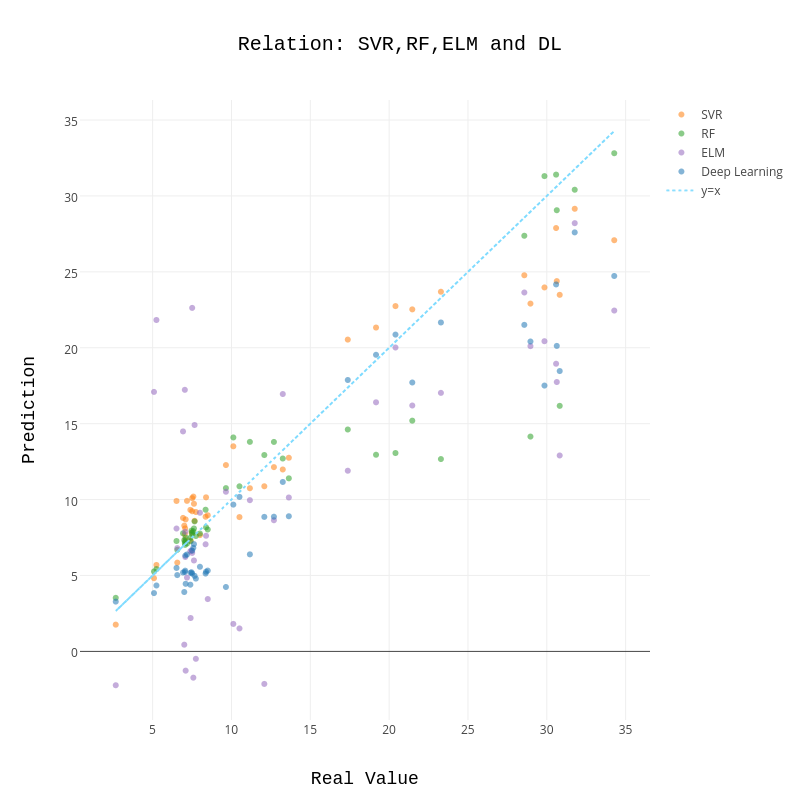 Relation: SVR,RF,ELM and DL
SVR
RF
ELM
Deep Learning
y=x
35
30
25
20
15
10
5
0
Prediction
5
10
15
20
25
30
35
Real Value